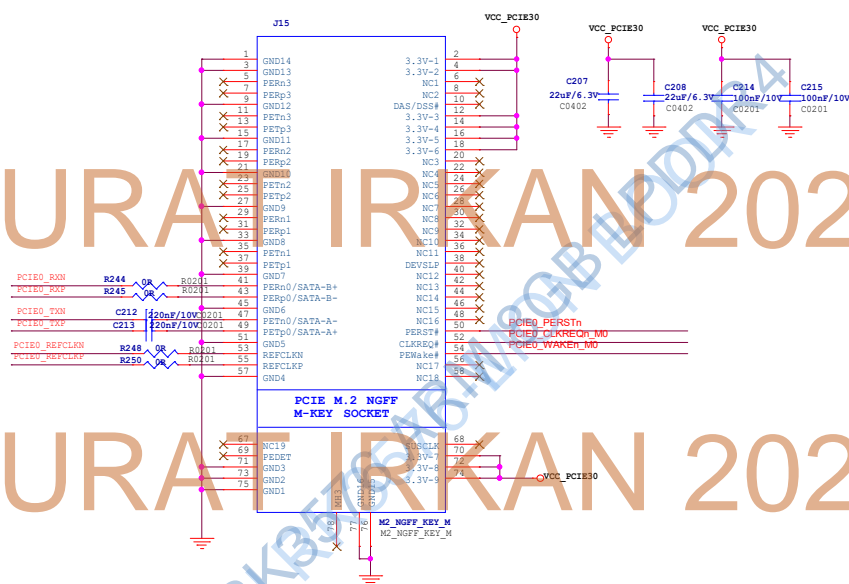 J15
VCC_PCIE30
VCC_PCIE30
VCC_PCIE30
1 GND14 3.3V-1 2
3 GND13 3.3V-2 4
5 PERn3 NC1 6
7 PERp3 NC2 8
9 GND12 DAS/DSS# 10
11 PETn3 3.3V-3 12
13 PETp3 3.3V-4 14
15 GND11 3.3V-5 16
17 PERn2 3.3V-6 18
19 PERp2 NC3 20
21 GND10 NC4 22
23 PETn2 NC5 24
25 PETp2 NC6 26
27 GND9 NC7 28
29 PERn1 NC8 30
31 PERp1 NC9 32
33 GND8 NC10 34
35 PETn1 NC11 36
37 PETp1 DEVSLP 38
39 GND7 NC12 40
PCIE0_RXN R244 0R R0201 41 PERn0/SATA-B+ NC13 42
PCIE0_RXP R245 0R R0201 43 PERp0/SATA-B- NC14 44
45 GND6 NC15 46
PCIE0_TXN C212 220nF/10V C0201 47 PETn0/SATA-A- NC16 48
PCIE0_TXP C213 220nF/10V C0201 49 PETp0/SATA-A+ PERST# 50 PCIE0_PERSTn
51 GND5 CLKREQ# 52 PCIE0_CLKREQn_M0
PCIE0_REFCLKN R248 0R R0201 53 REFCLKN PEWake# 54 PCIE0_WAKEn_M0
PCIE0_REFCLKP R250 0R R0201 55 REFCLKP NC17 56
57 GND4 NC18 58
PCIE M.2 NGFF
M-KEY SOCKET
67 NC19 SUSCLK 68
69 PEDET 3.3V-7 70
71 GND3 3.3V-8 72
73 GND2 3.3V-9 74 VCC_PCIE30
75 GND1
MH3 GND16 GND15
78 77 76
M2_NGFF_KEY_M
M2_NGFF_KEY_M
C207
22uF/6.3V
C0402
C208
22uF/6.3V
C0402
C214
100nF/10V
C0201
C215
100nF/10V
C0201
URAT IRKAN 202
URAT IRKAN 202